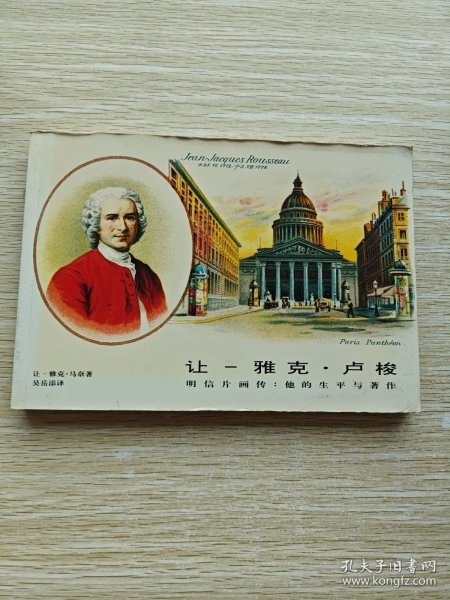 Jean-Jacques Rousseau
Paris-Panthéon.
让－雅克·卢梭
明信片画传：他的生平与著作
让－雅克·马奈著
吴岳添译
孔夫子旧书网
www.kongfz.com